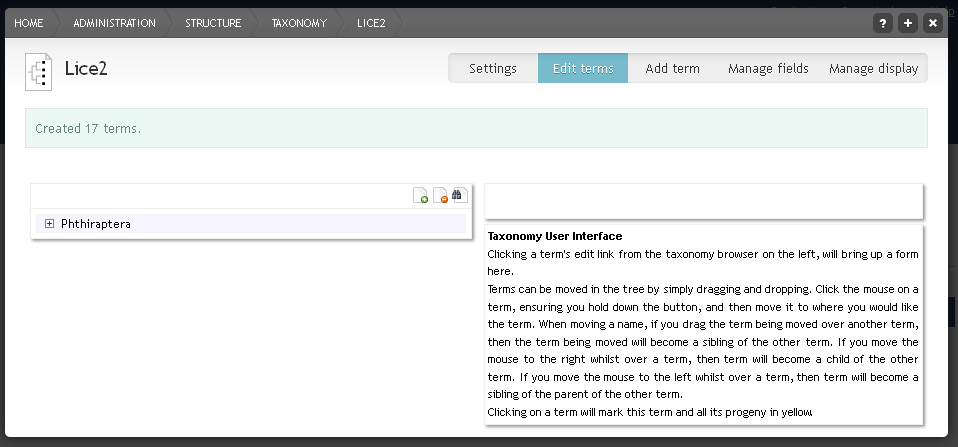 HOME ADMINISTRATION STRUCTURE TAXONOMY LICE2 ? + ×
Lice2
Settings Edit terms Add term Manage fields Manage display
Created 17 terms.
Phthiraptera
Taxonomy User Interface
Clicking a term's edit link from the taxonomy browser on the left, will bring up a form
here.
Terms can be moved in the tree by simply dragging and dropping. Click the mouse on a
term, ensuring you hold down the button, and then move it to where you would like
the term. When moving a name, if you drag the term being moved over another term,
then the term being moved will become a sibling of the other term. If you move the
mouse to the right whilst over a term, then term will become a child of the other
term. If you move the mouse to the left whilst over a term, then term will become a
sibling of the parent of the other term.
Clicking on a term will mark this term and all its progeny in yellow.